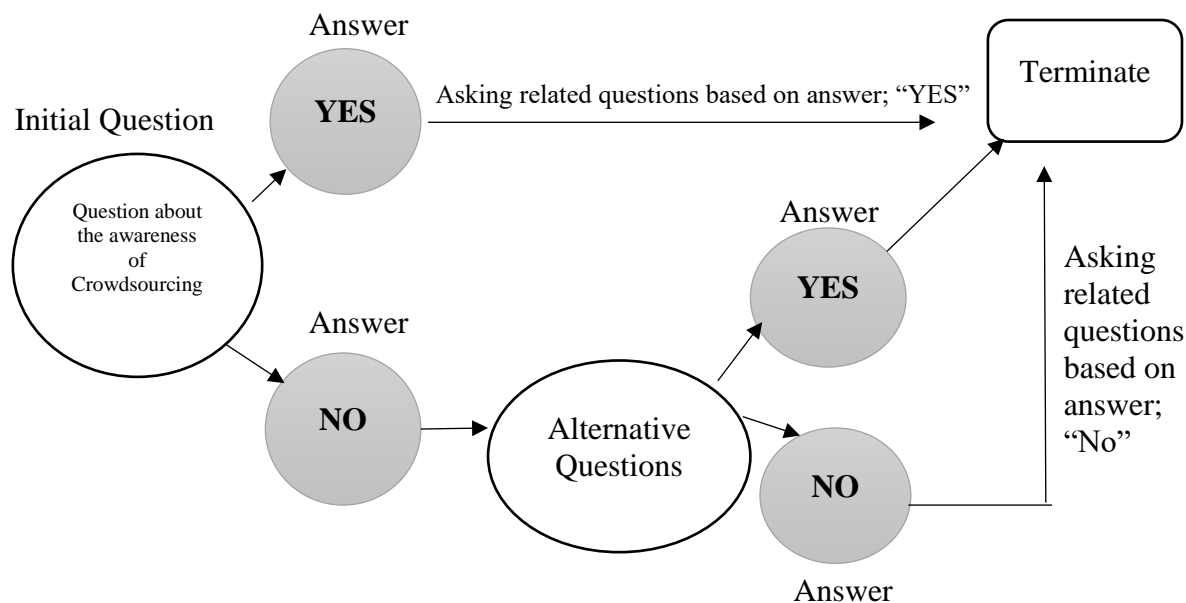 Answer
YES
Asking related questions based on answer; “YES”
Terminate
Initial Question
Question about
the awareness
of
Crowdsourcing
Answer
NO
Alternative
Questions
Answer
YES
NO
Answer
Asking
related
questions
based on
answer;
“No”